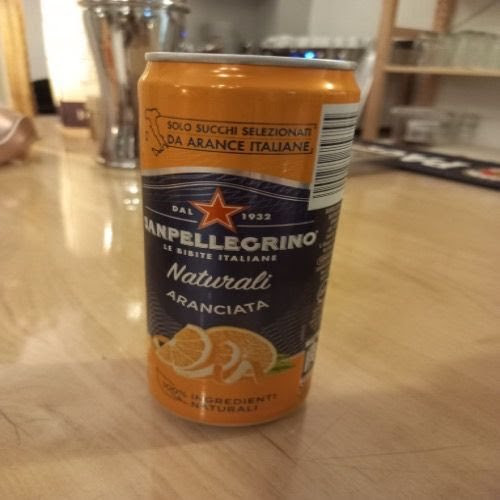 SOLO SUCCHI SELEZIONATI
DA ARANCE ITALIANE
DAL 1932
SANPELLEGRINO
LE BIBITE ITALIANE
Naturali
ARANCIATA
100% INGREDIENTI
NATURALI